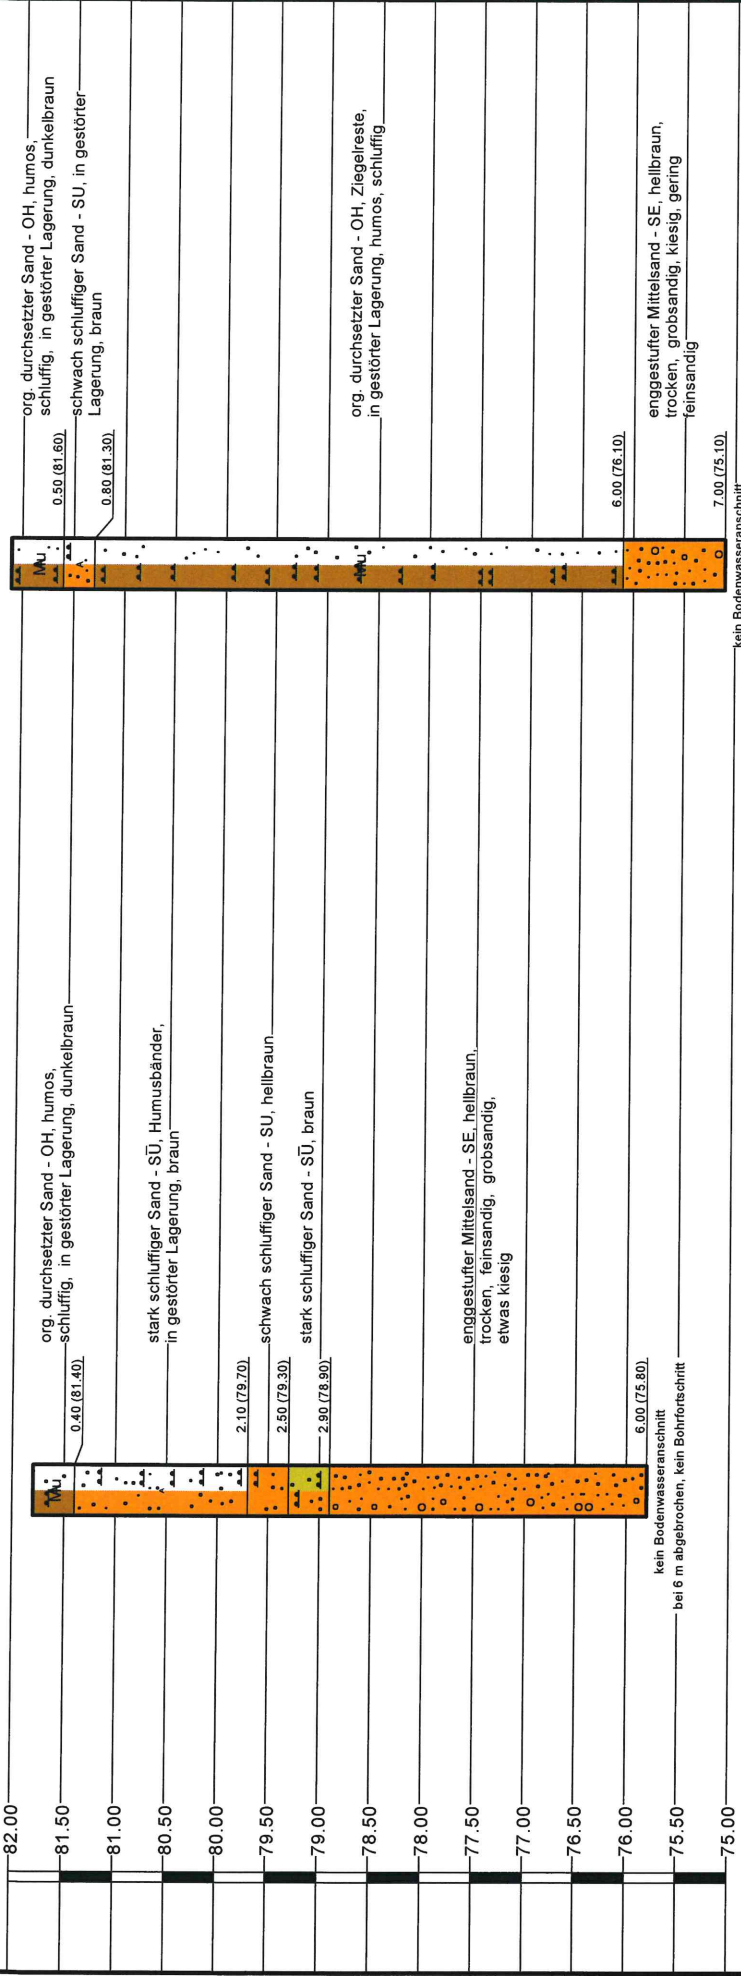 82.00
81.50
81.00
80.50
80.00
79.50
79.00
78.50
78.00
77.50
77.00
76.50
76.00
75.50
75.00
Mu
A
0.40 (81.40)
2.10 (79.70)
2.50 (79.30)
2.90 (78.90)
6.00 (75.80)
org. durchsetzter Sand - OH, humos,
schluffig, in gestörter Lagerung, dunkelbraun
stark schluffiger Sand - SŪ, Humusbänder,
in gestörter Lagerung, braun
schwach schluffiger Sand - SU, hellbraun
stark schluffiger Sand - SŪ, braun
enggestufter Mittelsand - SE, hellbraun,
trocken, feinsandig, grobsandig,
etwas kiesig
kein Bodenwasseranschnitt
bei 6 m abgebrochen, kein Bohrfortschritt
Mu
A
Mu
0.50 (81.60)
0.80 (81.30)
6.00 (76.10)
7.00 (75.10)
org. durchsetzter Sand - OH, humos,
schluffig, in gestörter Lagerung, dunkelbraun
schwach schluffiger Sand - SU, in gestörter
Lagerung, braun
org. durchsetzter Sand - OH, Ziegelreste,
in gestörter Lagerung, humos, schluffig
enggestufter Mittelsand - SE, hellbraun,
trocken, grobsandig, kiesig, gering
feinsandig
kein Bodenwasseranschnitt